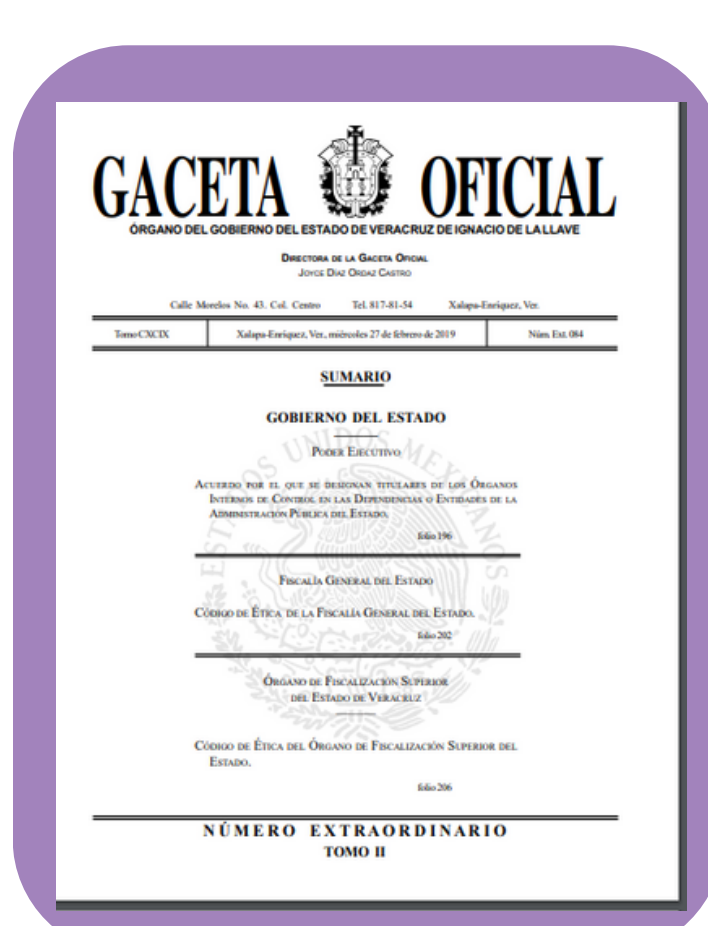 GACETA OFICIAL
ÓRGANO DEL GOBIERNO DEL ESTADO DE VERACRUZ DE IGNACIO DE LA LLAVE
DIRECTORA DE LA GACETA OFICIAL
JOYCE DÍAZ ORDAZ CASTRO
Calle Morelos No. 43. Col. Centro Tel. 817-81-54 Xalapa-Enríquez, Ver.
Tomo CXCIX Xalapa-Enríquez, Ver., miércoles 27 de febrero de 2019 Núm. Ext. 084
SUMARIO
GOBIERNO DEL ESTADO
PODER EJECUTIVO
ACUERDO POR EL QUE SE DESIGNAN TITULARES DE LOS ÓRGANOS
INTERNOS DE CONTROL EN LAS DEPENDENCIAS O ENTIDADES DE LA
ADMINISTRACIÓN PÚBLICA DEL ESTADO.
folio 196
FISCALÍA GENERAL DEL ESTADO
CÓDIGO DE ÉTICA DE LA FISCALÍA GENERAL DEL ESTADO.
folio 202
ÓRGANO DE FISCALIZACIÓN SUPERIOR
DEL ESTADO DE VERACRUZ
CÓDIGO DE ÉTICA DEL ÓRGANO DE FISCALIZACIÓN SUPERIOR DEL
ESTADO.
folio 206
NÚMERO EXTRAORDINARIO
TOMO II
ESTADOS UNIDOS MEXICANOS